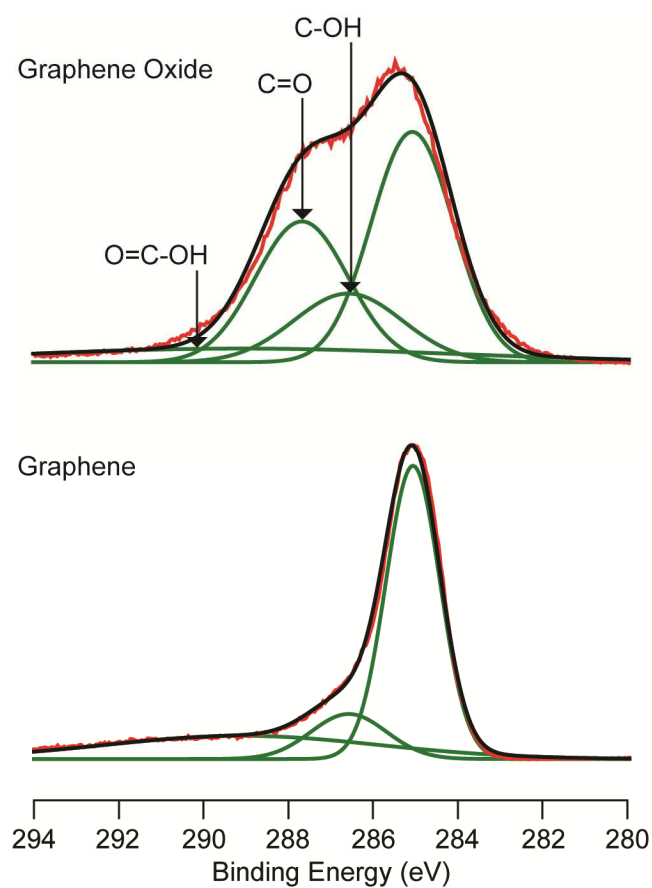 C-OH
Graphene Oxide
C=O
O=C-OH
Graphene
294 292 290 288 286 284 282 280
Binding Energy (eV)